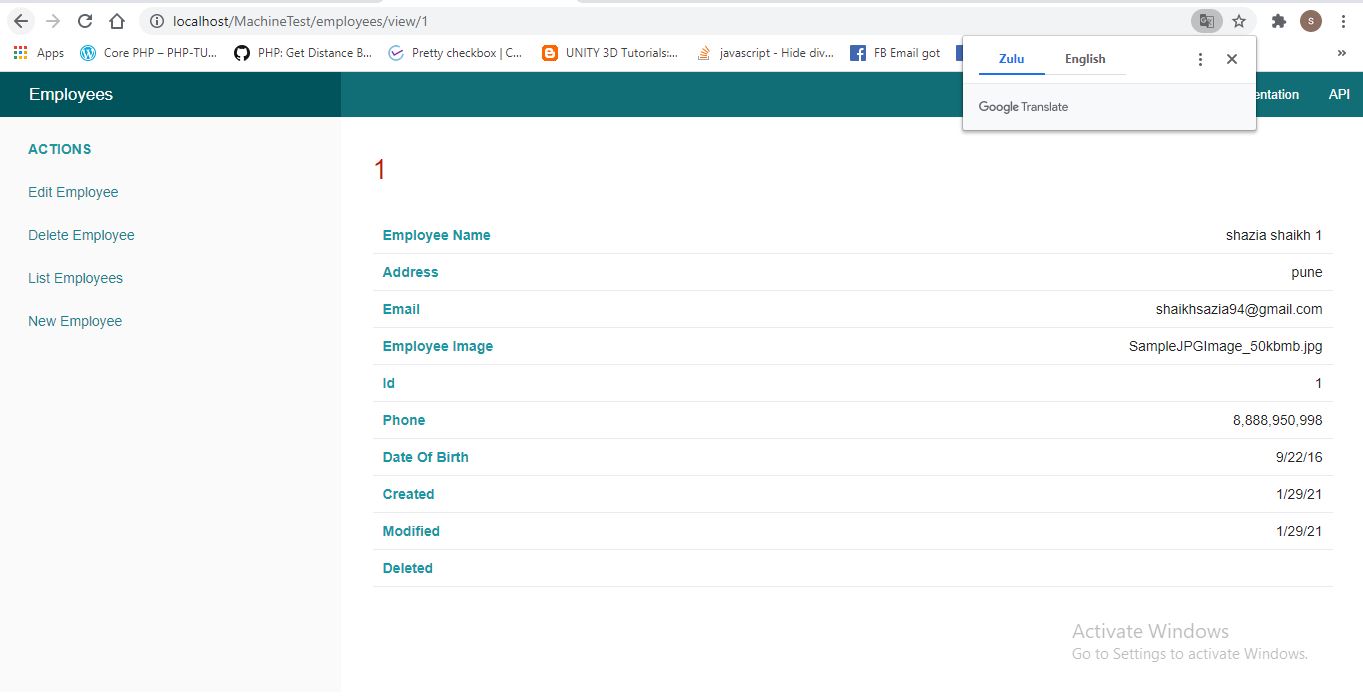 localhost/MachineTest/employees/view/1
S
Apps Core PHP – PHP-TU... PHP: Get Distance B... Pretty checkbox | C... UNITY 3D Tutorials:... javascript - Hide div... FB Email got »
Zulu English
Google Translate
Employees
entation API
ACTIONS
Edit Employee
Delete Employee
List Employees
New Employee
1
Employee Name shazia shaikh 1
Address pune
Email shaikhsazia94@gmail.com
Employee Image SampleJPGImage_50kbmb.jpg
Id 1
Phone 8,888,950,998
Date Of Birth 9/22/16
Created 1/29/21
Modified 1/29/21
Deleted
Activate Windows
Go to Settings to activate Windows.